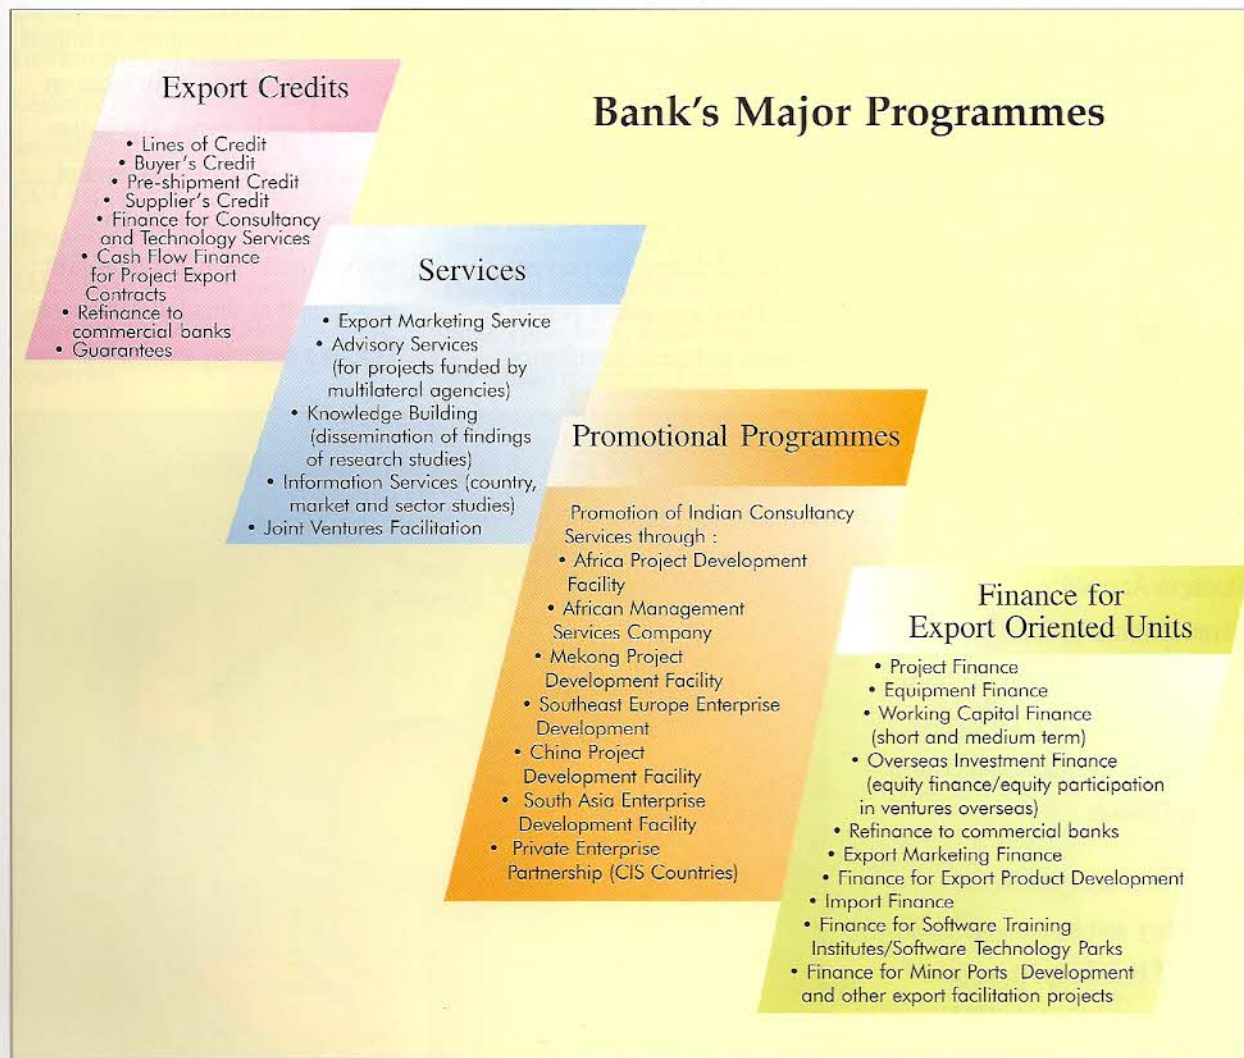 Bank's Major Programmes
Export Credits
• Lines of Credit
• Buyer's Credit
• Pre-shipment Credit
• Supplier's Credit
• Finance for Consultancy
and Technology Services
• Cash Flow Finance
for Project Export
Contracts
• Refinance to
commercial banks
• Guarantees
Services
• Export Marketing Service
• Advisory Services
(for projects funded by
multilateral agencies)
• Knowledge Building
(dissemination of findings
of research studies)
• Information Services (country,
market and sector studies)
• Joint Ventures Facilitation
Promotional Programmes
Promotion of Indian Consultancy
Services through :
• Africa Project Development
Facility
• African Management
Services Company
• Mekong Project
Development Facility
• Southeast Europe Enterprise
Development
• China Project
Development Facility
• South Asia Enterprise
Development Facility
• Private Enterprise
Partnership (CIS Countries)
Finance for
Export Oriented Units
• Project Finance
• Equipment Finance
• Working Capital Finance
(short and medium term)
• Overseas Investment Finance
(equity finance/equity participation
in ventures overseas)
• Refinance to commercial banks
• Export Marketing Finance
• Finance for Export Product Development
• Import Finance
• Finance for Software Training
Institutes/Software Technology Parks
• Finance for Minor Ports Development
and other export facilitation projects